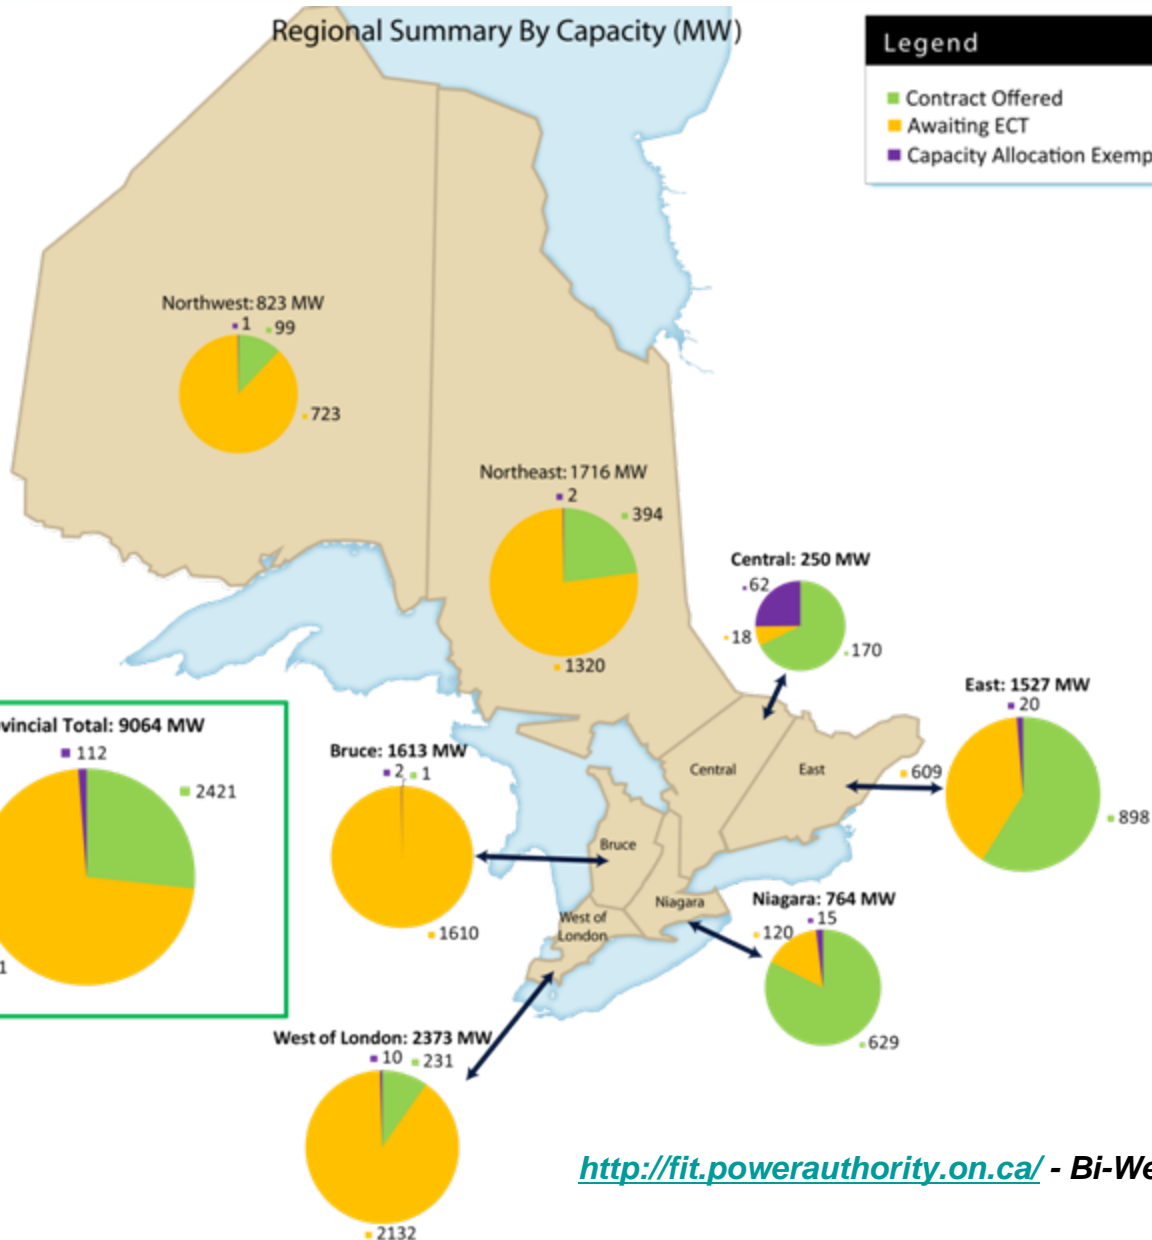 Regional Summary By Capacity (MW)
Legend
Contract Offered
Awaiting ECT
Capacity Allocation Exemp
Northwest: 823 MW
1
99
723
Northeast: 1716 MW
2
394
1320
Central: 250 MW
62
18
170
East: 1527 MW
20
609
898
vincial Total: 9064 MW
112
2421
1
Bruce: 1613 MW
2
1
1610
Central
East
Bruce
Niagara
West of
London
Niagara: 764 MW
15
120
629
West of London: 2373 MW
10
231
2132
http://fit.powerauthority.on.ca/ - Bi-We